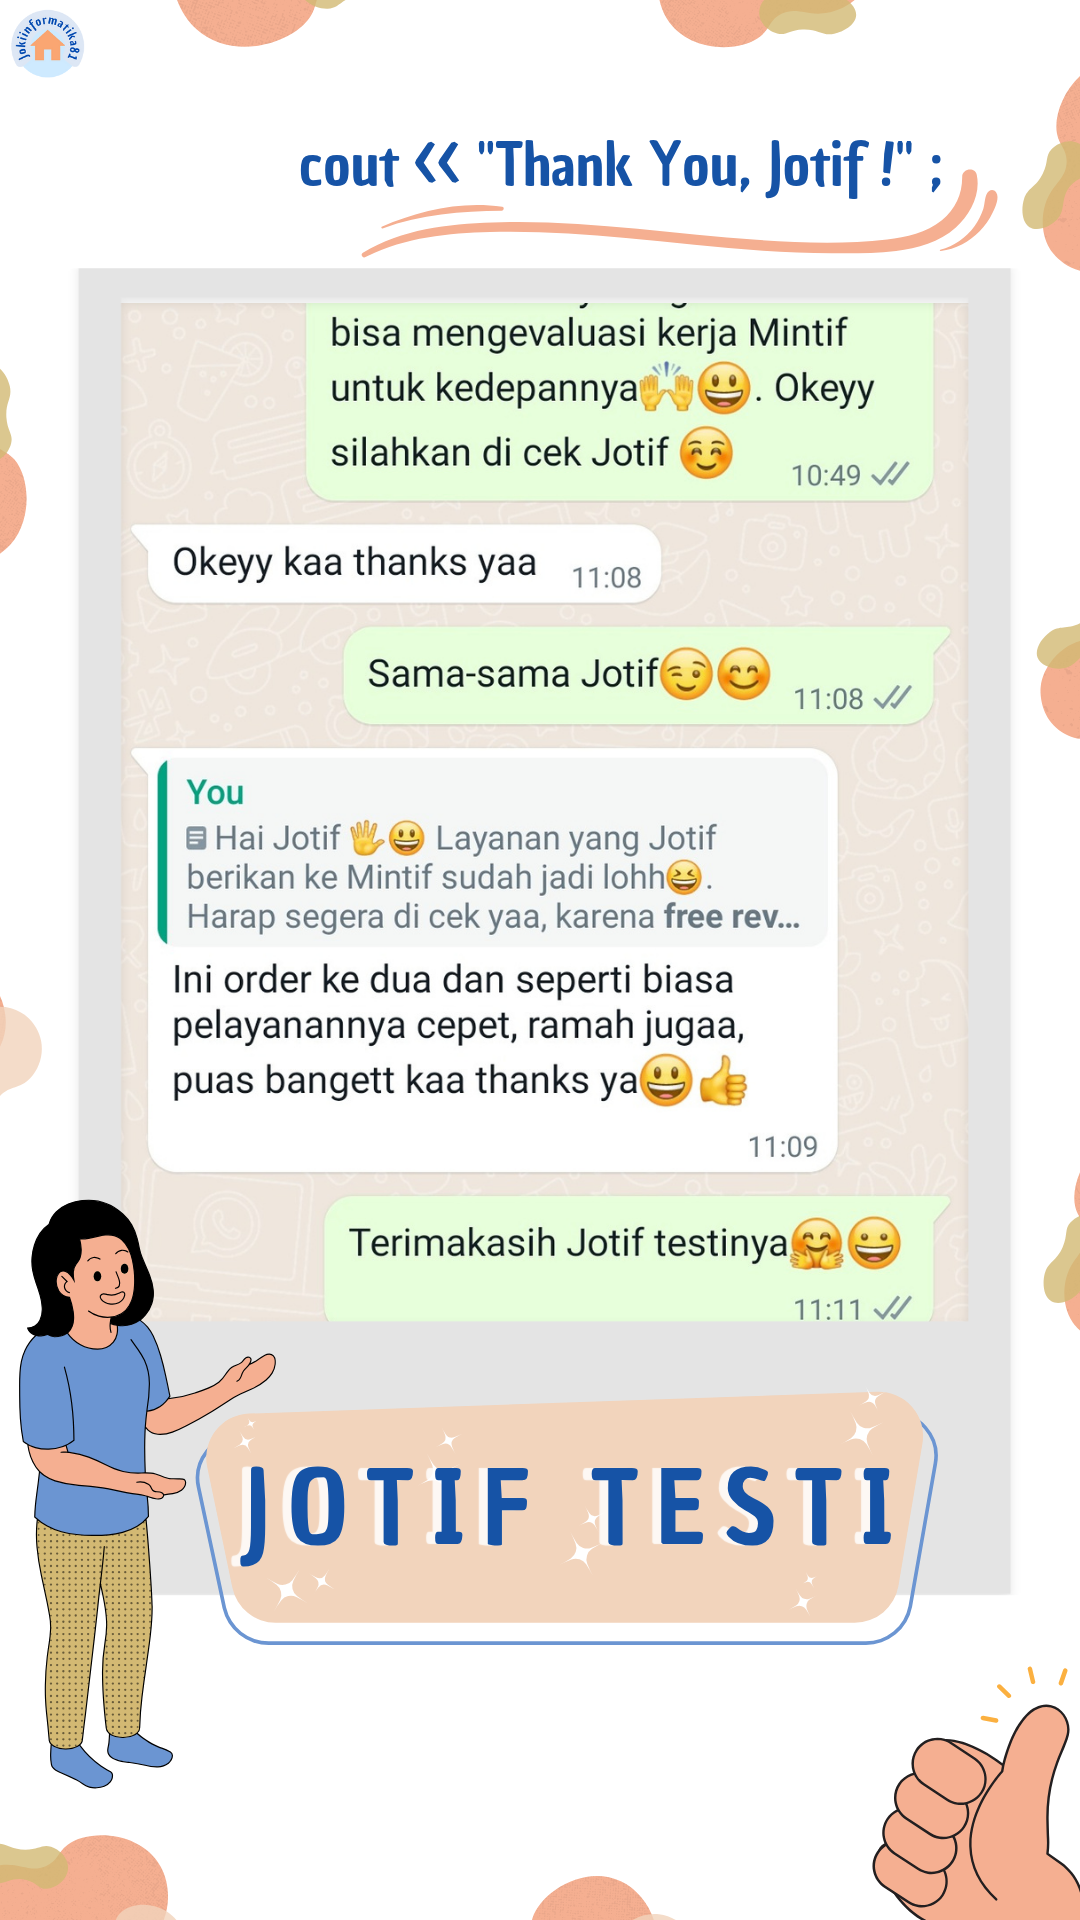 Jokiinformatika81
cout << "Thank You, Jotif !" ;
bisa mengevaluasi kerja Mintif
untuk kedepannya🙌😃. Okeyy
silahkan di cek Jotif ☺️
10:49
Okeyy kaa thanks yaa
11:08
Sama-sama Jotif😉😊
11:08
You
Hai Jotif 🖐😃 Layanan yang Jotif
berikan ke Mintif sudah jadi lohh😆.
Harap segera di cek yaa, karena free rev...
Ini order ke dua dan seperti biasa
pelayanannya cepet, ramah jugaa,
puas bangett kaa thanks ya😃👍
11:09
Terimakasih Jotif testinya🤗😀
11:11
JOTIF TESTI